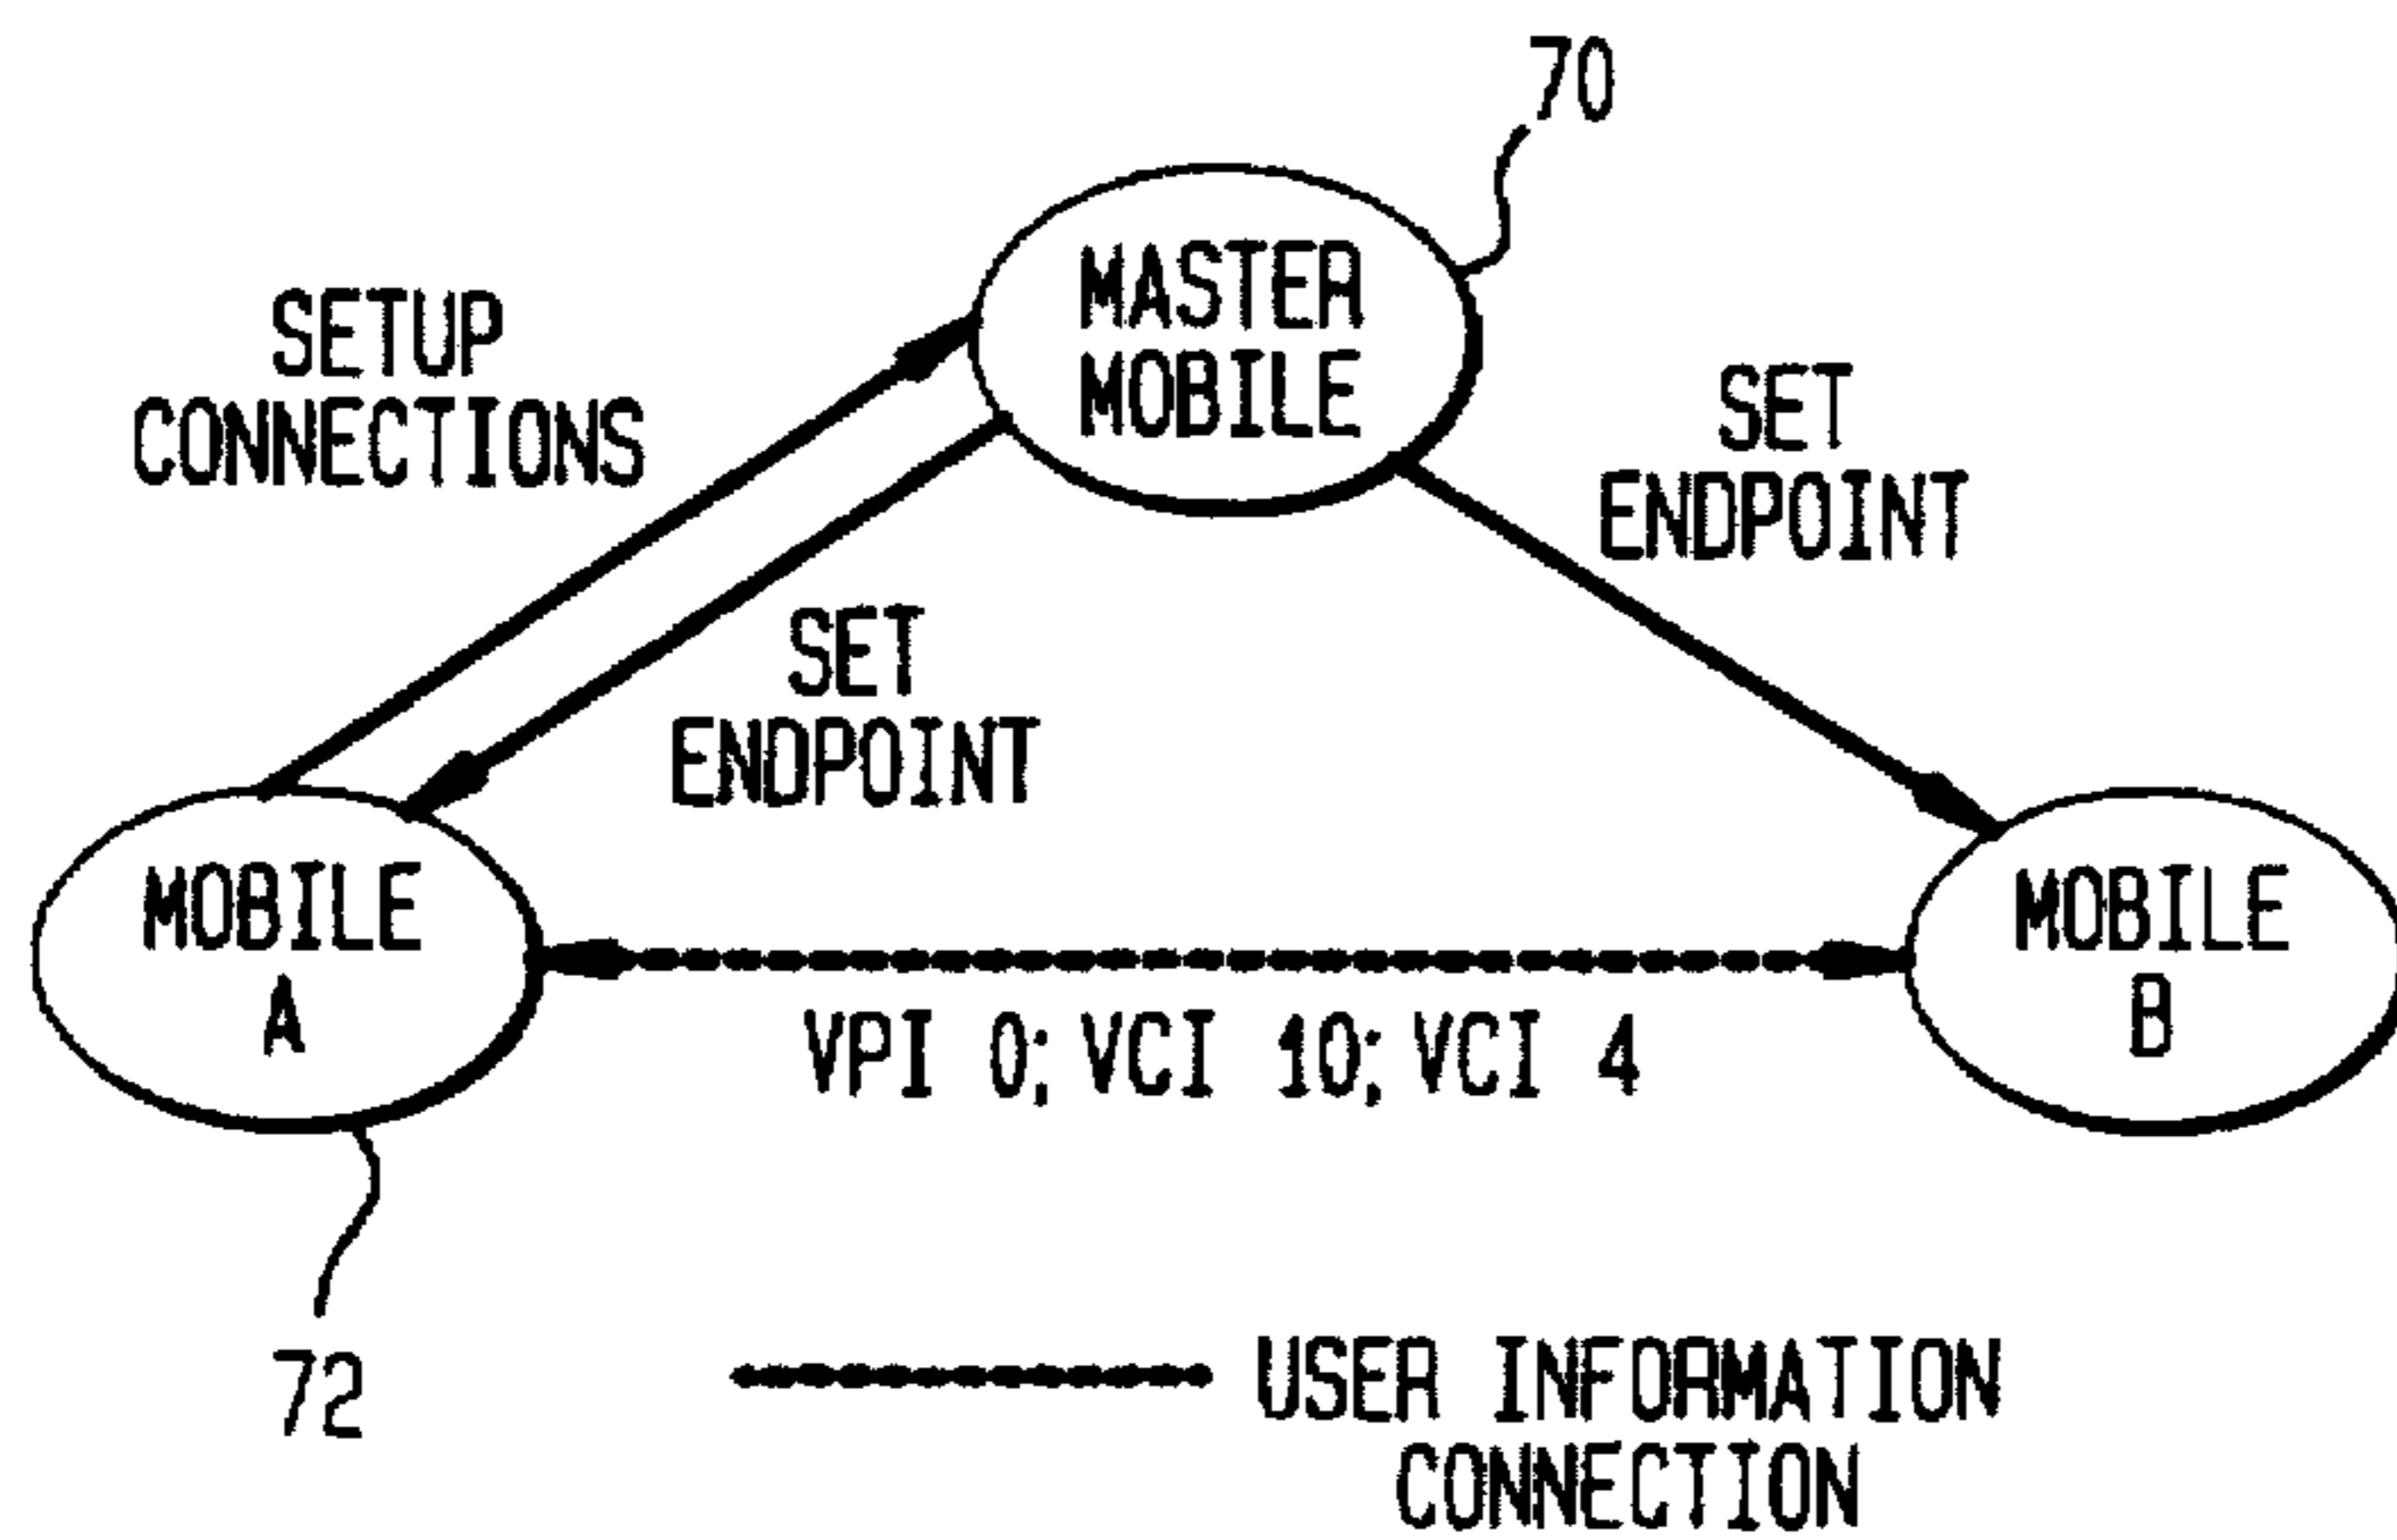 70
MASTER
MOBILE
SETUP
CONNECTIONS
SET
ENDPOINT
SET
ENDPOINT
MOBILE
A
MOBILE
B
VPI 0; VCI 10; VCI 4
72
USER INFORMATION
CONNECTION